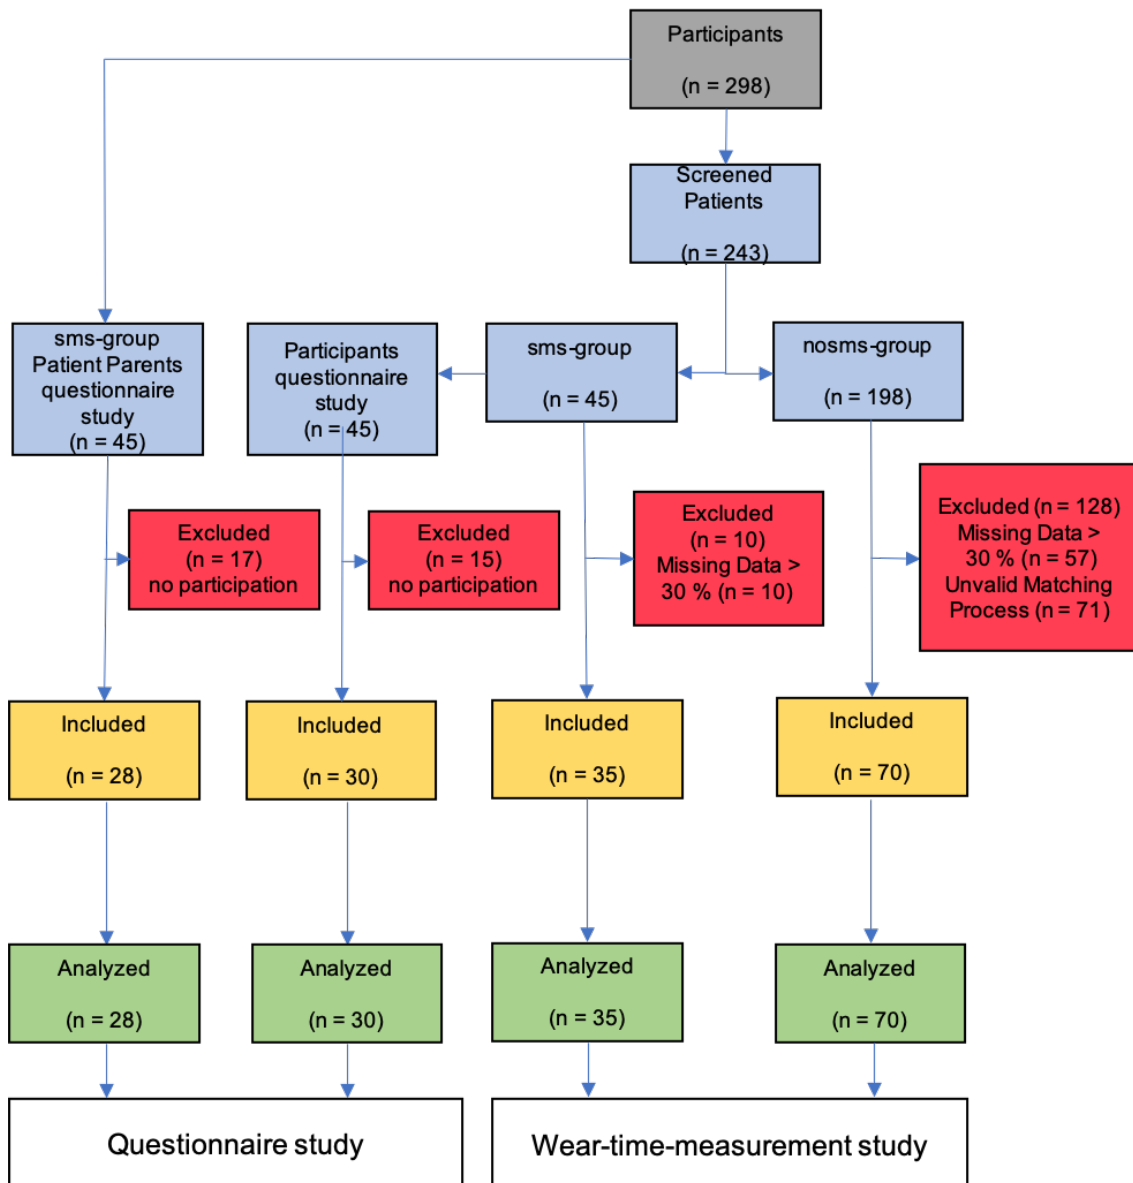 Participants
(n = 298)
Screened
Patients
(n = 243)
sms-group
Patient Parents
questionnaire
study
(n = 45)
Participants
questionnaire
study
(n = 45)
sms-group
(n = 45)
nosms-group
(n = 198)
Excluded
(n = 17)
no participation
Excluded
(n = 15)
no participation
Excluded
(n = 10)
Missing Data >
30 % (n = 10)
Excluded (n = 128)
Missing Data >
30 % (n = 57)
Unvalid Matching
Process (n = 71)
Included
(n = 28)
Included
(n = 30)
Included
(n = 35)
Included
(n = 70)
Analyzed
(n = 28)
Analyzed
(n = 30)
Analyzed
(n = 35)
Analyzed
(n = 70)
Questionnaire study
Wear-time-measurement study